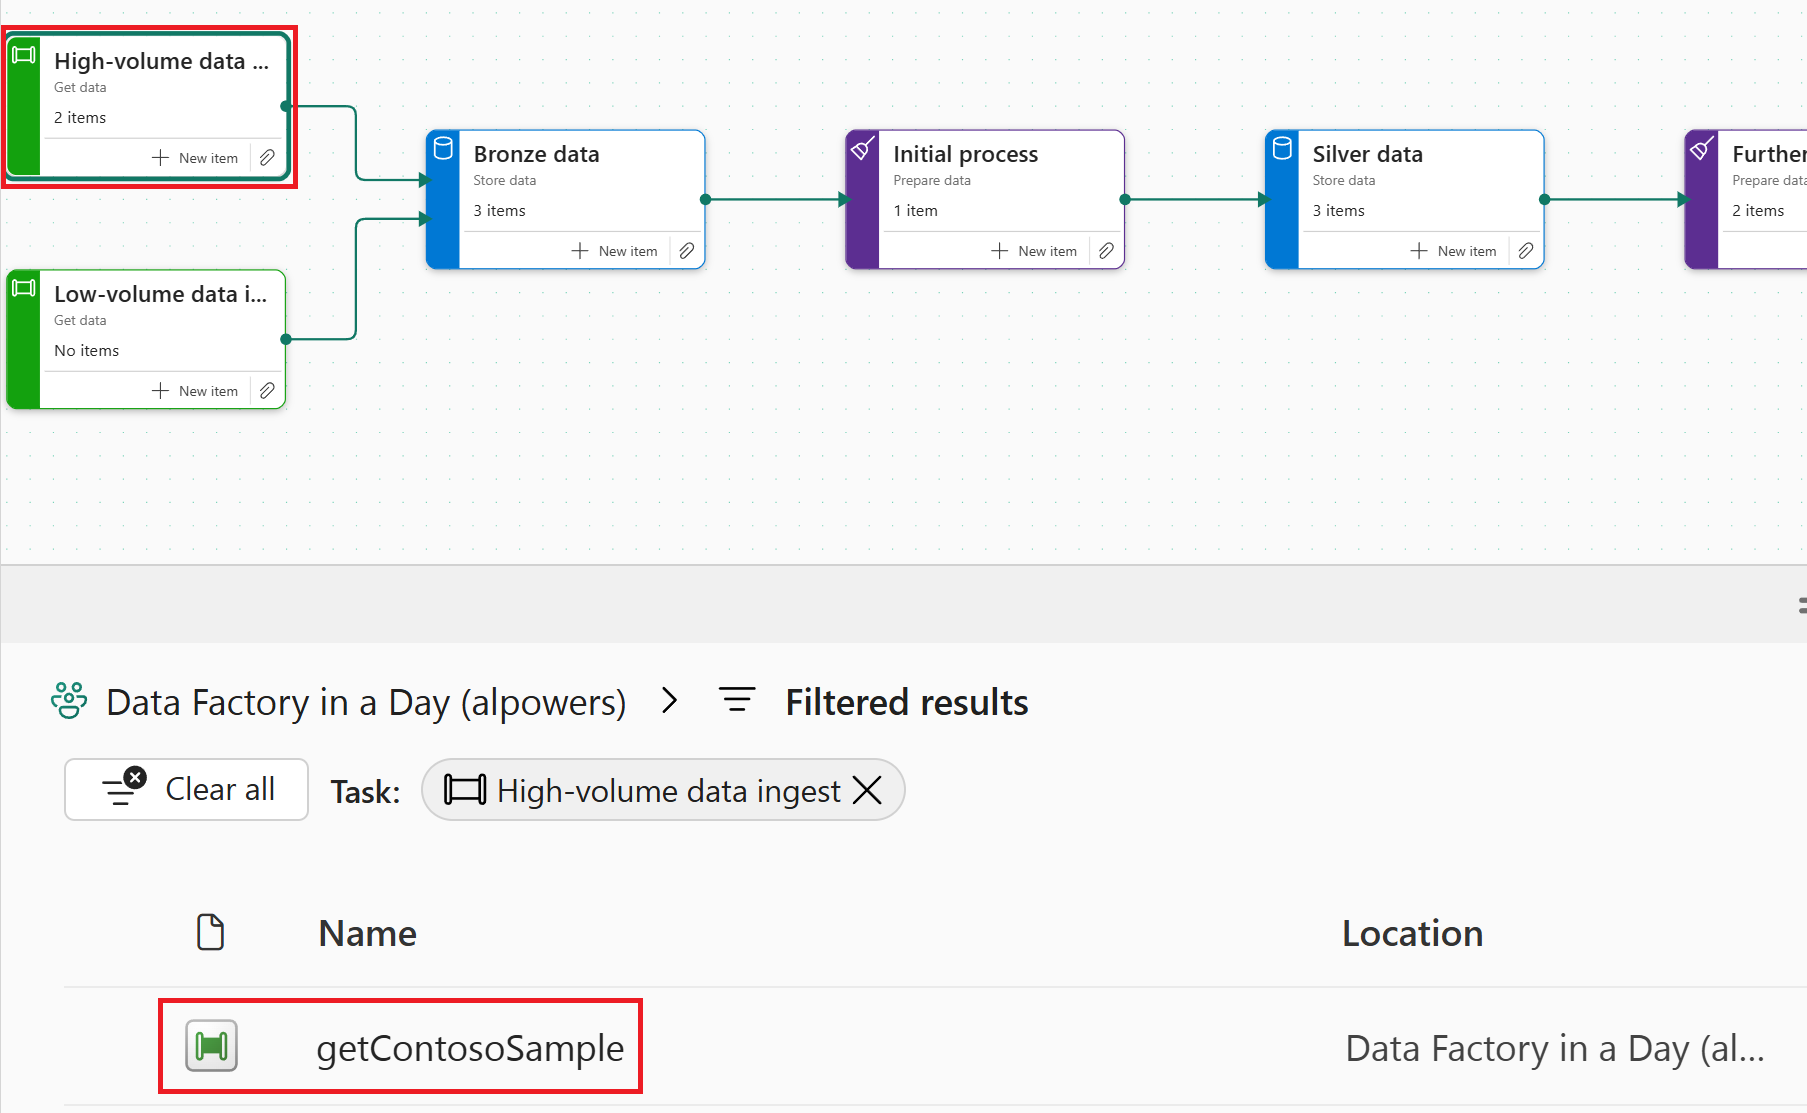 High-volume data ...
Get data
2 items
New item
Low-volume data i...
Get data
No items
New item
Bronze data
Store data
3 items
New item
Initial process
Prepare data
1 item
New item
Silver data
Store data
3 items
New item
Further
Prepare data
2 items
Data Factory in a Day (alpowers) > Filtered results
Clear all Task: High-volume data ingest
Name Location
getContosoSample Data Factory in a Day (al...